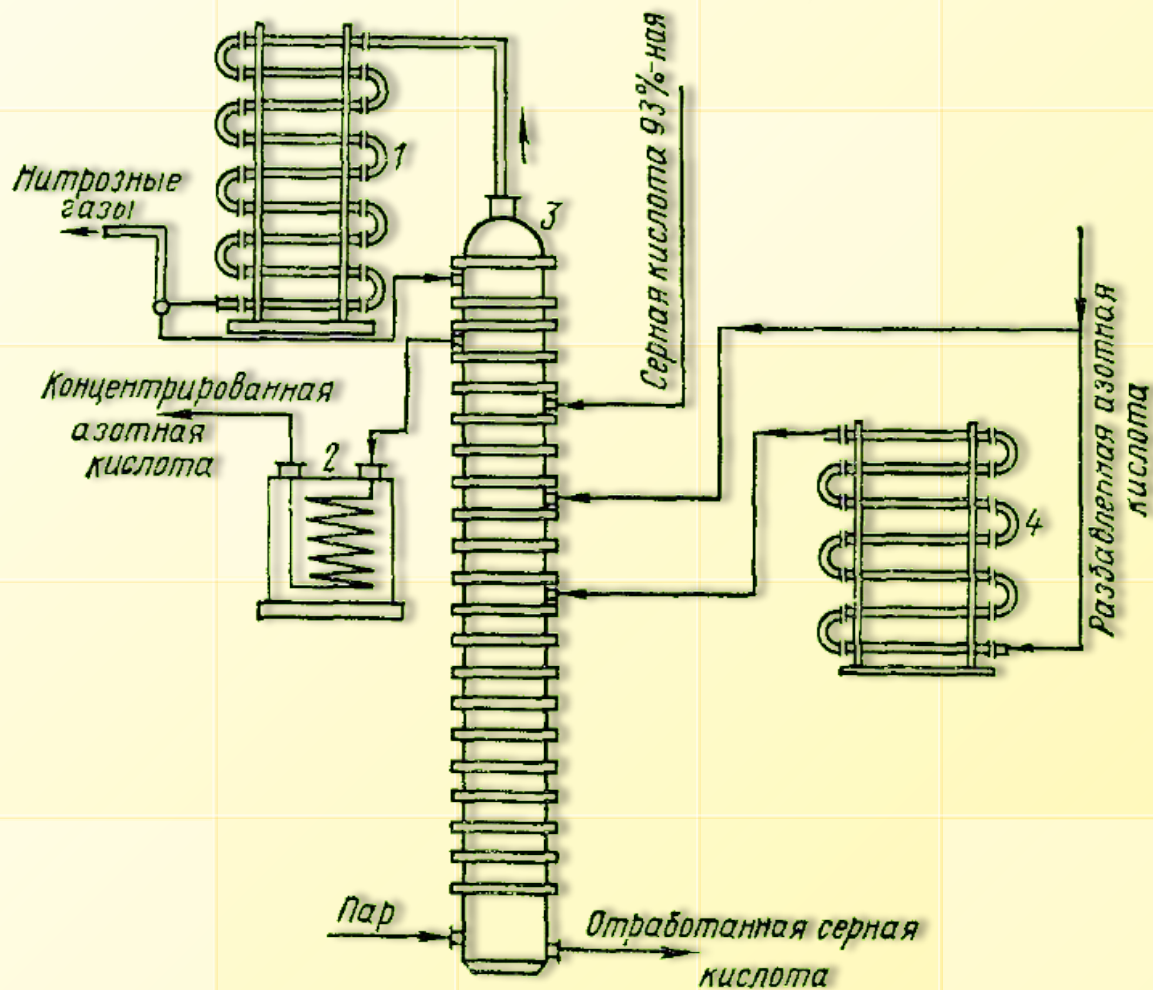 1
Нитрозные
газы
3
Серная кислота 93%-ная
Концентрированная
азотная
кислота
2
4
Разбавленная азотная
кислота
Пар
Отработанная серная
кислота